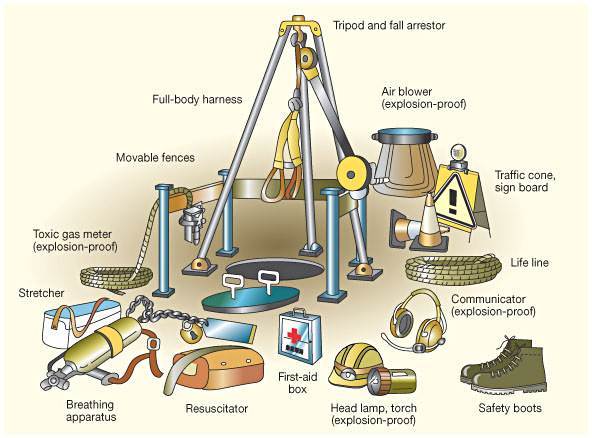 Tripod and fall arrestor
Air blower
(explosion-proof)
Full-body harness
Movable fences
Traffic cone,
sign board
Toxic gas meter
(explosion-proof)
Life line
Stretcher
Communicator
(explosion-proof)
First-aid
box
Breathing
apparatus
Resuscitator
Head lamp, torch
(explosion-proof)
Safety boots